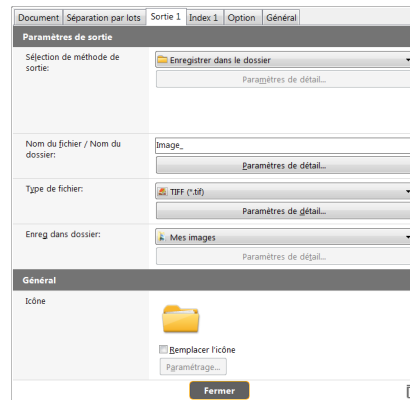 Document Séparation par lots Sortie 1 Index 1 Option Général
Paramètres de sortie
Sélection de méthode de
sortie:
Enregistrer dans le dossier
Paramètres de détail...
Nom du fichier / Nom du
dossier:
Image_
Paramètres de détail...
Type de fichier:
TIFF (*.tif)
Paramètres de détail...
Enreg dans dossier:
Mes images
Paramètres de détail...
Général
Icône
Remplacer l'icône
Paramétrage...
Fermer